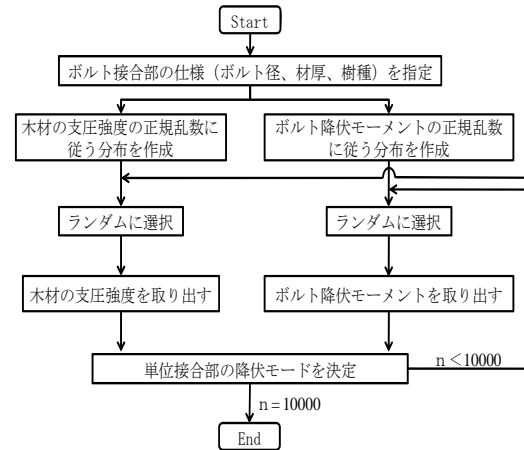 Start
ボルト接合部の仕様（ボルト径、材厚、樹種）を指定
木材の支圧強度の正規乱数に
従う分布を作成
ボルト降伏モーメントの正規乱数
に従う分布を作成
ランダムに選択
ランダムに選択
木材の支圧強度を取り出す
ボルト降伏モーメントを取り出す
単位接合部の降伏モードを決定
n＜10000
n＝10000
End